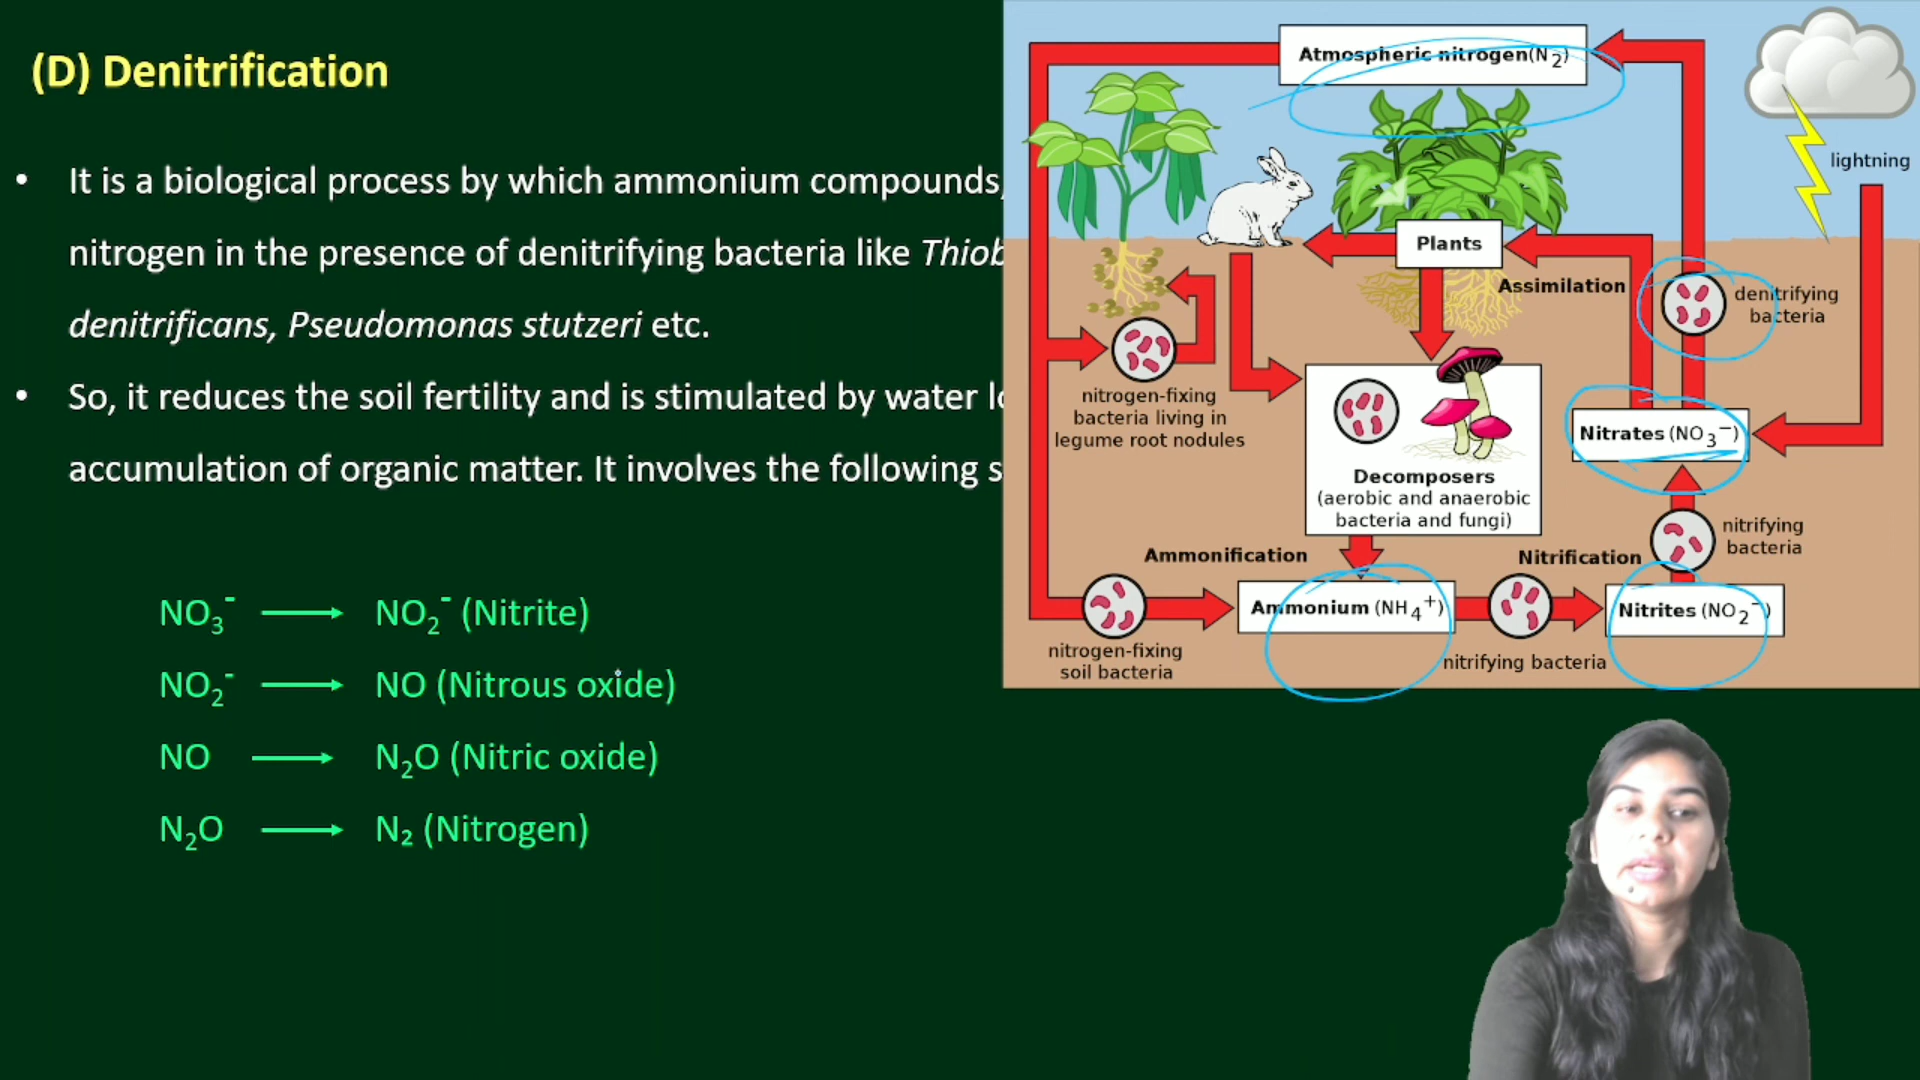 (D) Denitrification
• It is a biological process by which ammonium compounds,
nitrogen in the presence of denitrifying bacteria like
denitrificans, Pseudomonas stutzeri etc.
• So, it reduces the soil fertility and is stimulated by water
accumulation of organic matter. It involves the following
NO₃⁻ ⟶ NO₂⁻ (Nitrite)
NO₂⁻ ⟶ NO (Nitrous oxide)
NO ⟶ N₂O (Nitric oxide)
N₂O ⟶ N₂ (Nitrogen)
Atmospheric nitrogen(N₂)
lightning
Plants
Assimilation
denitrifying
bacteria
nitrogen-fixing
bacteria living in
legume root nodules
Nitrates (NO₃⁻)
Decomposers
(aerobic and anaerobic
bacteria and fungi)
nitrifying
bacteria
Ammonification
Nitrification
Ammonium (NH₄⁺)
Nitrites (NO₂⁻)
nitrogen-fixing
soil bacteria
nitrifying bacteria